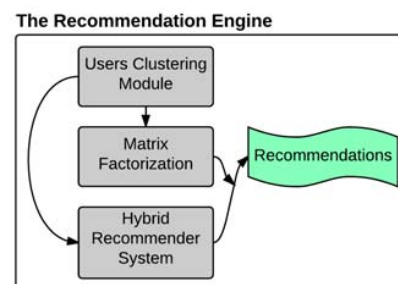 The Recommendation Engine
Users Clustering
Module
Matrix
Factorization
Recommendations
Hybrid
Recommender
System